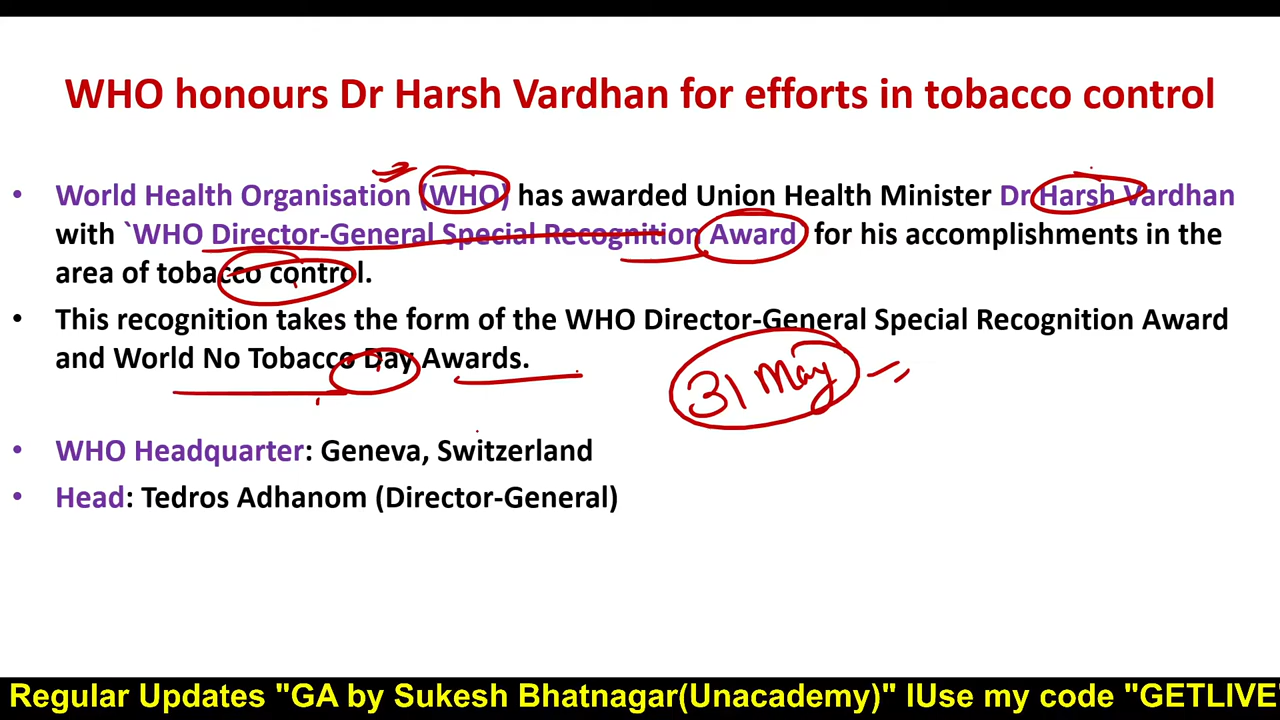 WHO honours Dr Harsh Vardhan for efforts in tobacco control
• World Health Organisation (WHO) has awarded Union Health Minister Dr Harsh Vardhan
with `WHO Director-General Special Recognition Award for his accomplishments in the
area of tobacco control.
• This recognition takes the form of the WHO Director-General Special Recognition Award
and World No Tobacco Day Awards.
31 May
• WHO Headquarter: Geneva, Switzerland
• Head: Tedros Adhanom (Director-General)
Regular Updates "GA by Sukesh Bhatnagar(Unacademy)" lUse my code "GETLIVE